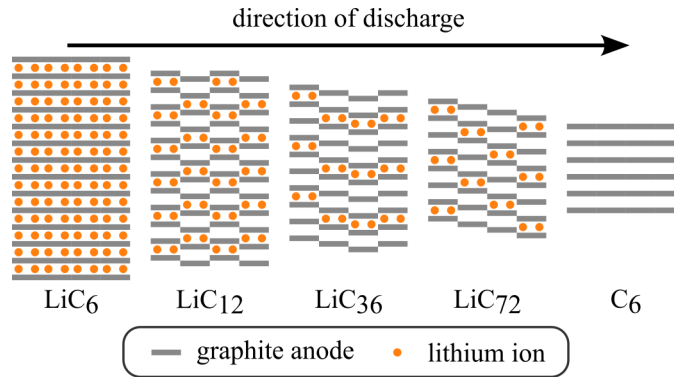 direction of discharge
LiC6 LiC12 LiC36 LiC72 C6
graphite anode lithium ion